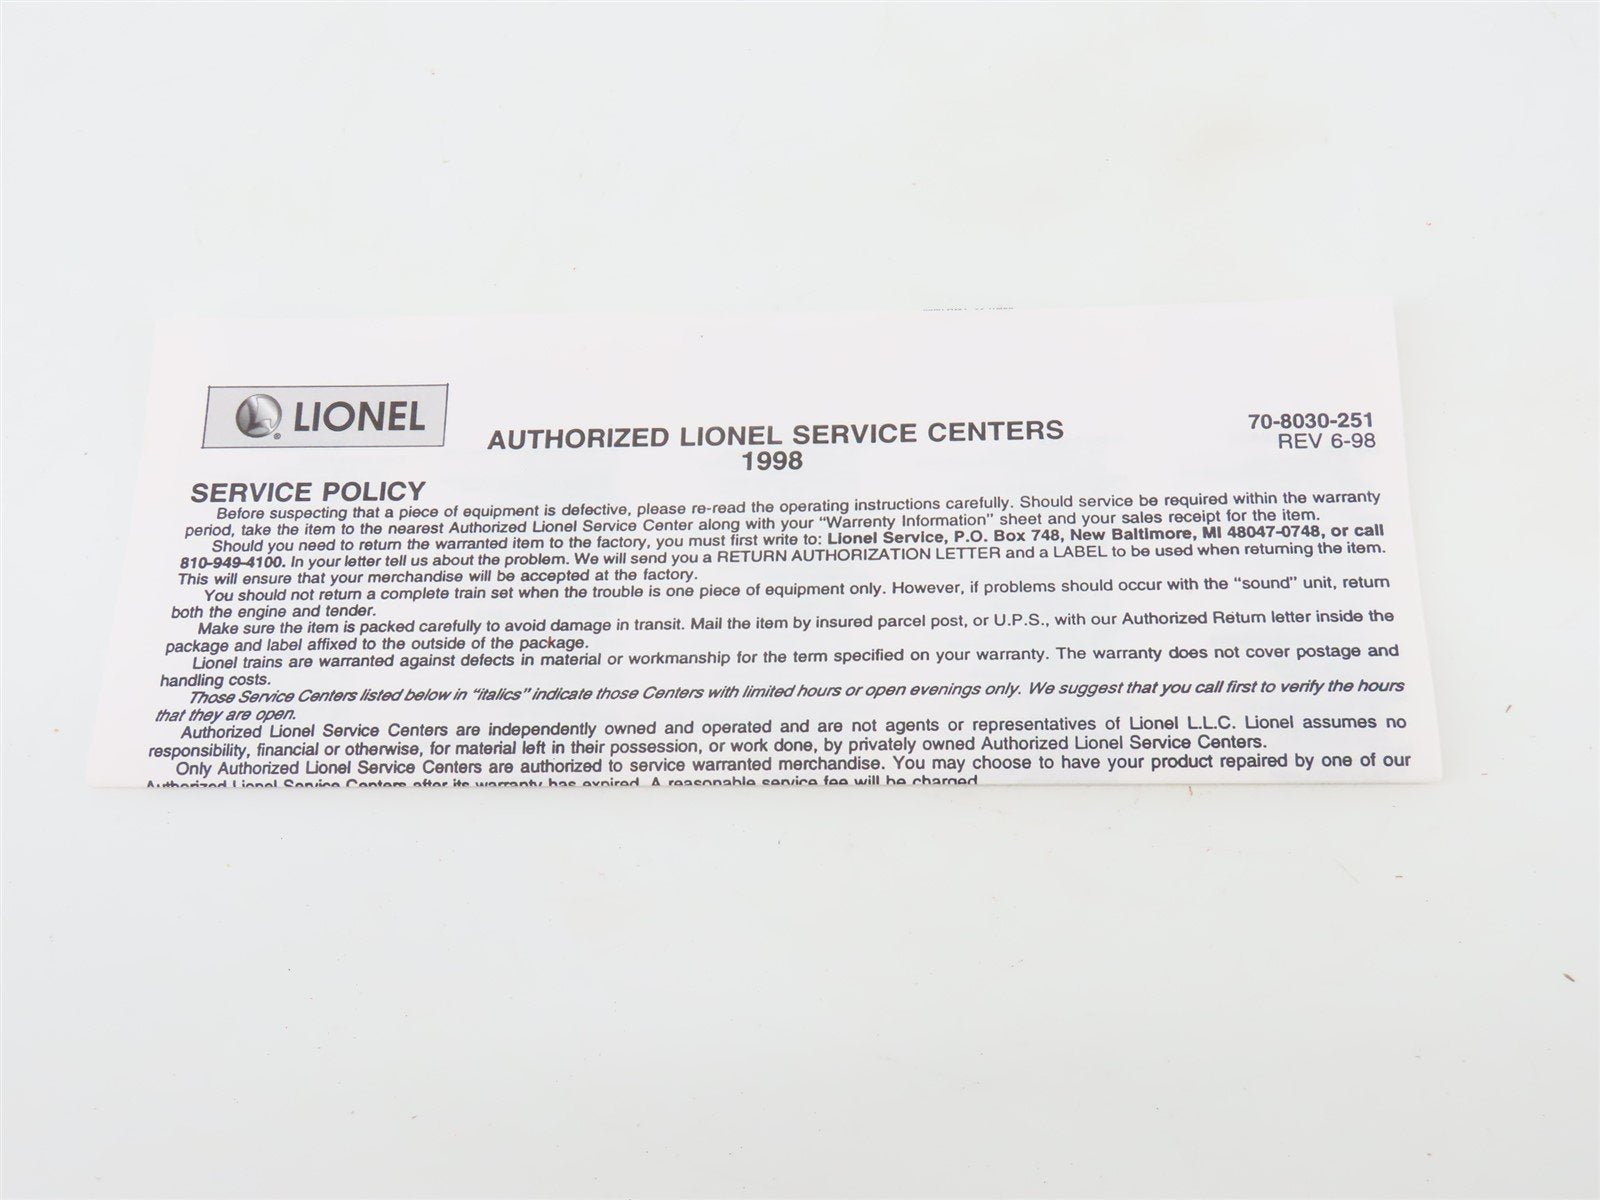 LIONEL
AUTHORIZED LIONEL SERVICE CENTERS
1998
70-8030-251
REV 6-98
SERVICE POLICY
Before suspecting that a piece of equipment is defective, please re-read the operating instructions carefully. Should service be required within the warranty
period, take the item to the nearest Authorized Lionel Service Center along with your "Warrenty Information" sheet and your sales receipt for the item.
Should you need to return the warranted item to the factory, you must first write to: Lionel Service, P.O. Box 748, New Baltimore, MI 48047-0748, or call
810-949-4100. In your letter tell us about the problem. We will send you a RETURN AUTHORIZATION LETTER and a LABEL to be used when returning the item.
This will ensure that your merchandise will be accepted at the factory.
You should not return a complete train set when the trouble is one piece of equipment only. However, if problems should occur with the "sound" unit, return
both the engine and tender.
Make sure the item is packed carefully to avoid damage in transit. Mail the item by insured parcel post, or U.P.S., with our Authorized Return letter inside the
package and label affixed to the outside of the package.
Lionel trains are warranted against defects in material or workmanship for the term specified on your warranty. The warranty does not cover postage and
handling costs.
Those Service Centers listed below in "italics" indicate those Centers with limited hours or open evenings only. We suggest that you call first to verify the hours
that they are open.
Authorized Lionel Service Centers are independently owned and operated and are not agents or representatives of Lionel L.L.C. Lionel assumes no
responsibility, financial or otherwise, for material left in their possession, or work done, by privately owned Authorized Lionel Service Centers.
Only Authorized Lionel Service Centers are authorized to service warranted merchandise. You may choose to have your product repaired by one of our
Authorized Lionel Service Centers after its warranty has expired. A reasonable service fee will be charged